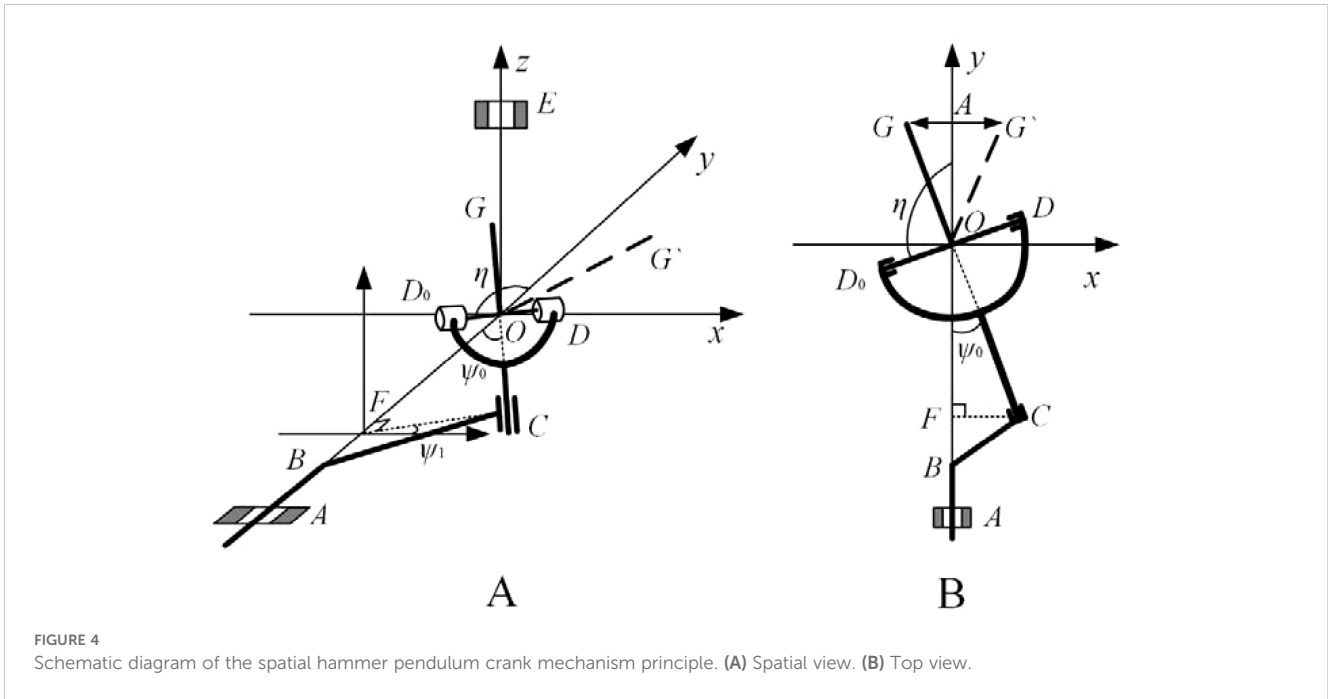 z
E
y
G
G`
η
D₀
O
D
x
ψ₀
F
C
B
ψ₁
A
A
y
A
G
G`
η
O
D
D₀
x
ψ₀
F
C
B
A
B
FIGURE 4
Schematic diagram of the spatial hammer pendulum crank mechanism principle. (A) Spatial view. (B) Top view.